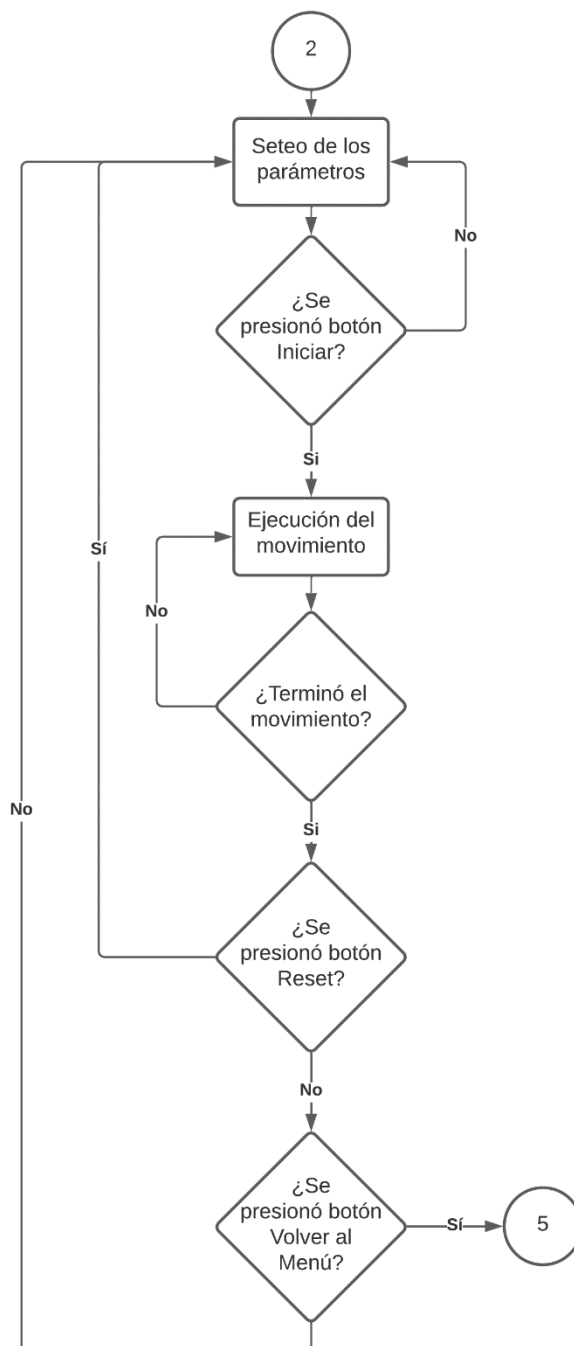 2
Seteo de los
parámetros
No
¿Se
presionó botón
Iniciar?
Si
Ejecución del
movimiento
Sí
No
¿Terminó el
movimiento?
No
Si
¿Se
presionó botón
Reset?
No
¿Se
presionó botón
Volver al
Menú?
Sí
5